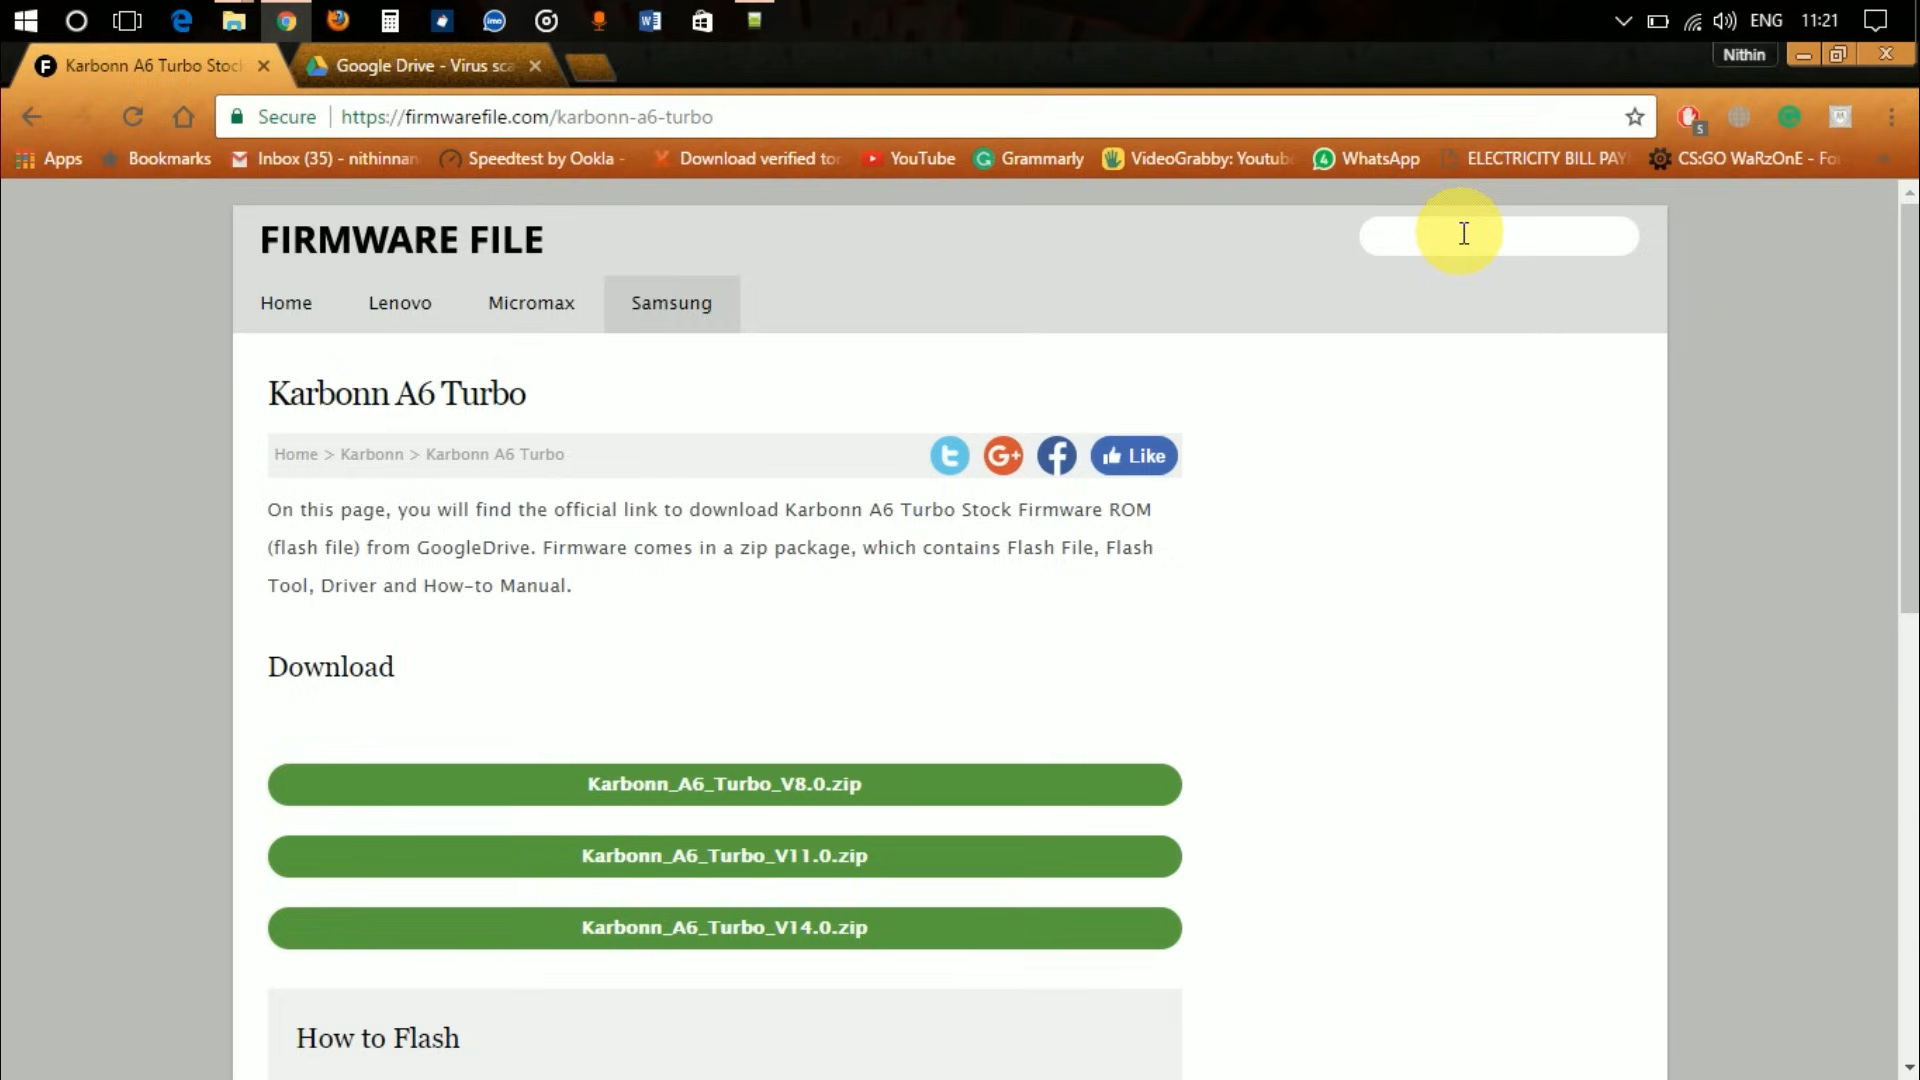 ENG 11:21
Karbonn A6 Turbo Stoc
Google Drive - Virus sca
Nithin
Secure https://firmwarefile.com/karbonn-a6-turbo
5
Apps Bookmarks Inbox (35) - nithinnan Speedtest by Ookla - Download verified to YouTube Grammarly VideoGrabby: Youtub WhatsApp ELECTRICITY BILL PAY CS:GO WaRzOnE - Fo
FIRMWARE FILE
Home Lenovo Micromax Samsung
Karbonn A6 Turbo
Home > Karbonn > Karbonn A6 Turbo
Like
On this page, you will find the official link to download Karbonn A6 Turbo Stock Firmware ROM
(flash file) from GoogleDrive. Firmware comes in a zip package, which contains Flash File, Flash
Tool, Driver and How-to Manual.
Download
Karbonn_A6_Turbo_V8.0.zip
Karbonn_A6_Turbo_V11.0.zip
Karbonn_A6_Turbo_V14.0.zip
How to Flash